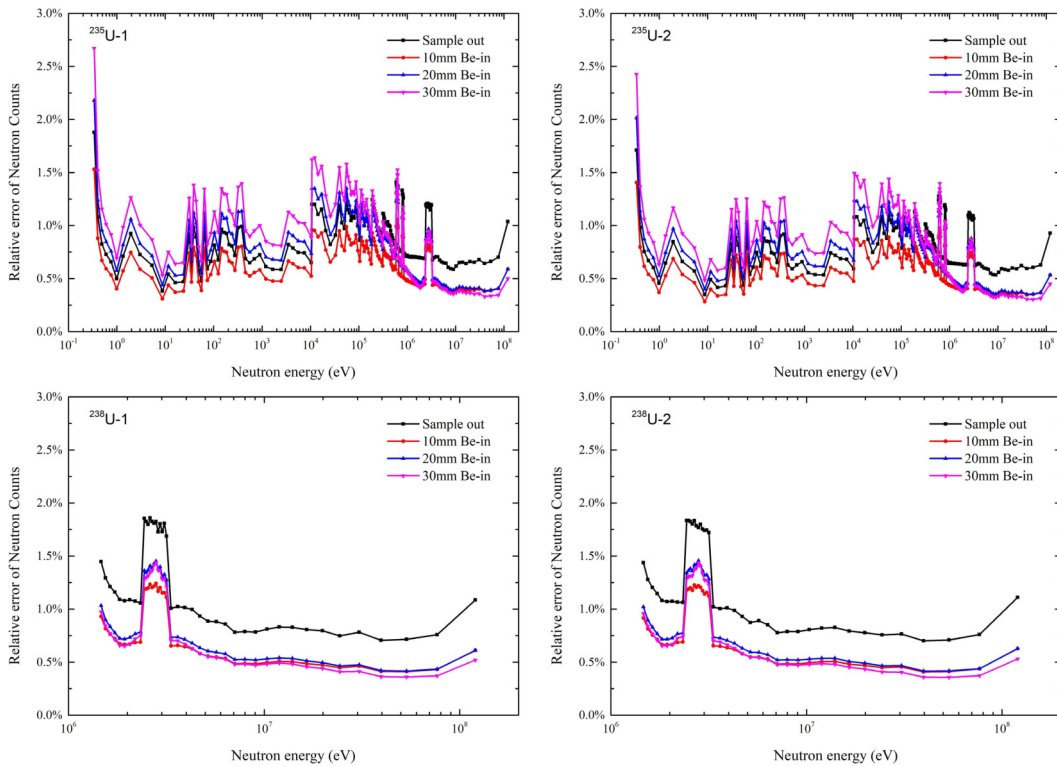 235U-1
Sample out
10mm Be-in
20mm Be-in
30mm Be-in
Relative error of Neutron Counts
3.0%
2.5%
2.0%
1.5%
1.0%
0.5%
0.0%
10-1 100 101 102 103 104 105 106 107 108
Neutron energy (eV)
235U-2
Sample out
10mm Be-in
20mm Be-in
30mm Be-in
Relative error of Neutron Counts
3.0%
2.5%
2.0%
1.5%
1.0%
0.5%
0.0%
10-1 100 101 102 103 104 105 106 107 108
Neutron energy (eV)
238U-1
Sample out
10mm Be-in
20mm Be-in
30mm Be-in
Relative error of Neutron Counts
3.0%
2.5%
2.0%
1.5%
1.0%
0.5%
0.0%
106 107 108
Neutron energy (eV)
238U-2
Sample out
10mm Be-in
20mm Be-in
30mm Be-in
Relative error of Neutron Counts
3.0%
2.5%
2.0%
1.5%
1.0%
0.5%
0.0%
106 107 108
Neutron energy (eV)